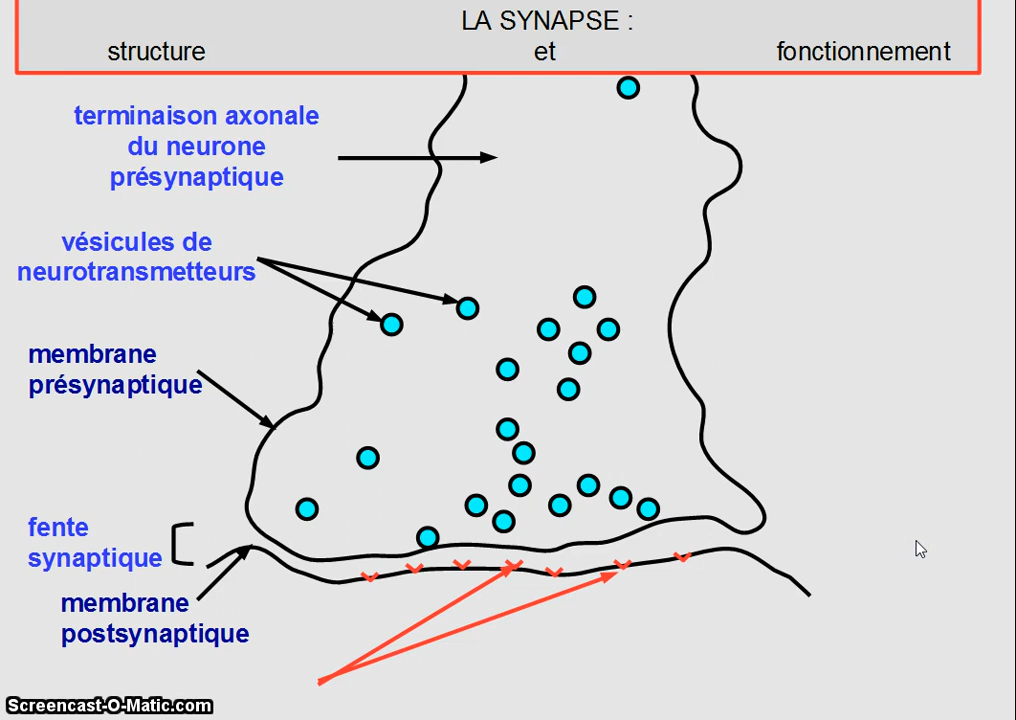 LA SYNAPSE :
structure et fonctionnement
terminaison axonale
du neurone
présynaptique
vésicules de
neurotransmetteurs
membrane
présynaptique
fente
synaptique
membrane
postsynaptique
Screencast-O-Matic.com